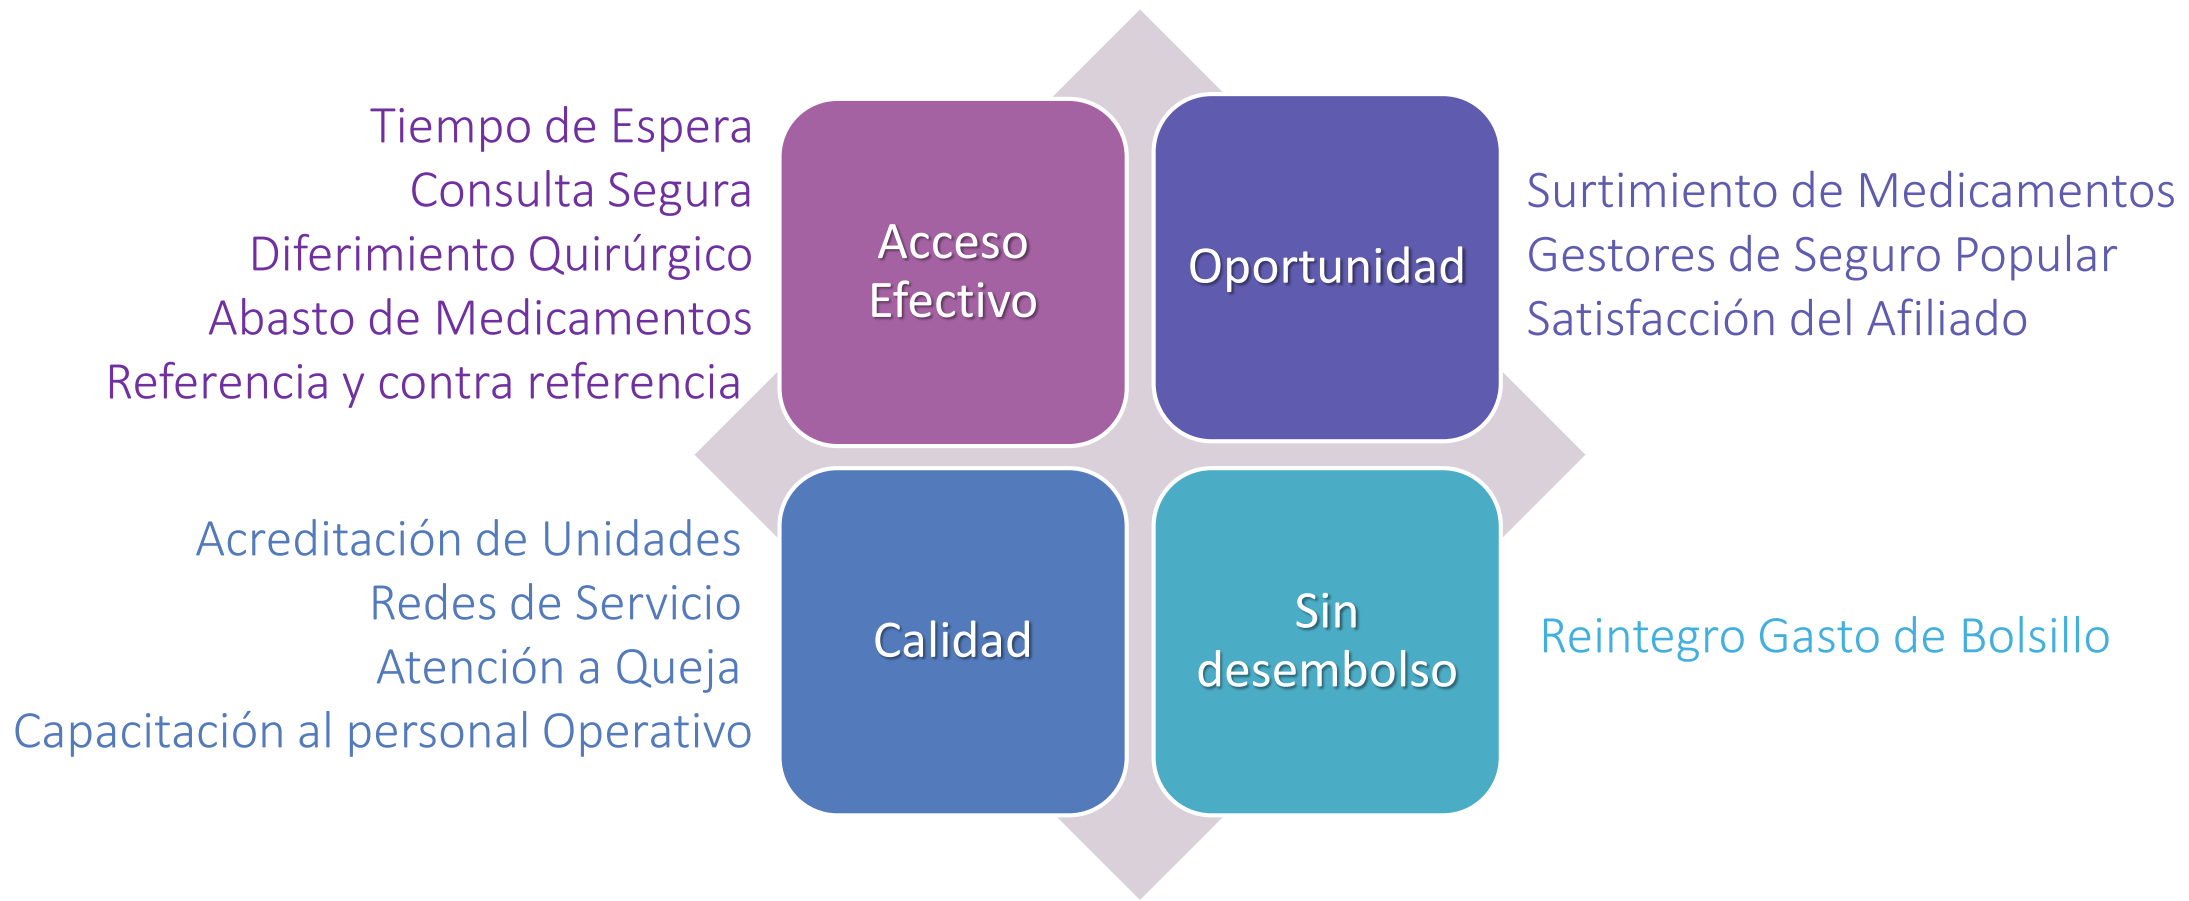 Tiempo de Espera
Consulta Segura
Diferimiento Quirúrgico
Abasto de Medicamentos
Referencia y contra referencia
Acceso
Efectivo
Oportunidad
Surtimiento de Medicamentos
Gestores de Seguro Popular
Satisfacción del Afiliado
Acreditación de Unidades
Redes de Servicio
Atención a Queja
Capacitación al personal Operativo
Calidad
Sin
desembolso
Reintegro Gasto de Bolsillo